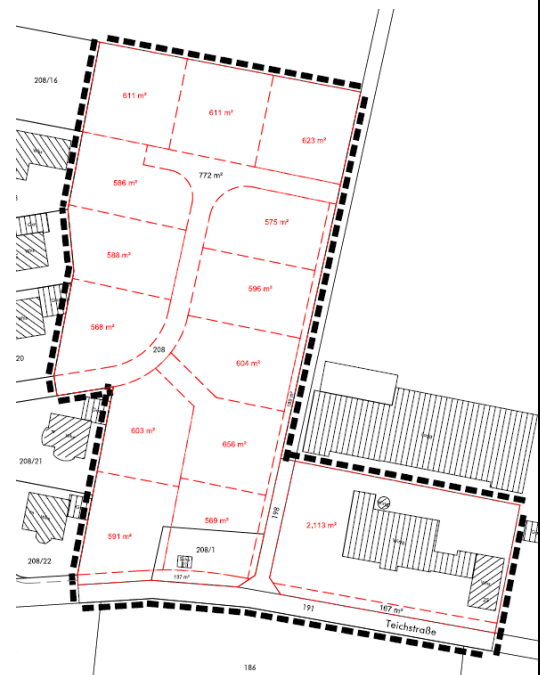 208/16
611 m²
611 m²
623 m²
772 m²
586 m²
575 m²
588 m²
596 m²
568 m²
208
604 m²
20
603 m²
656 m²
208/21
2,113 m²
198
569 m²
591 m²
208/1
208/22
137 m²
191
167 m²
Teichstraße
186